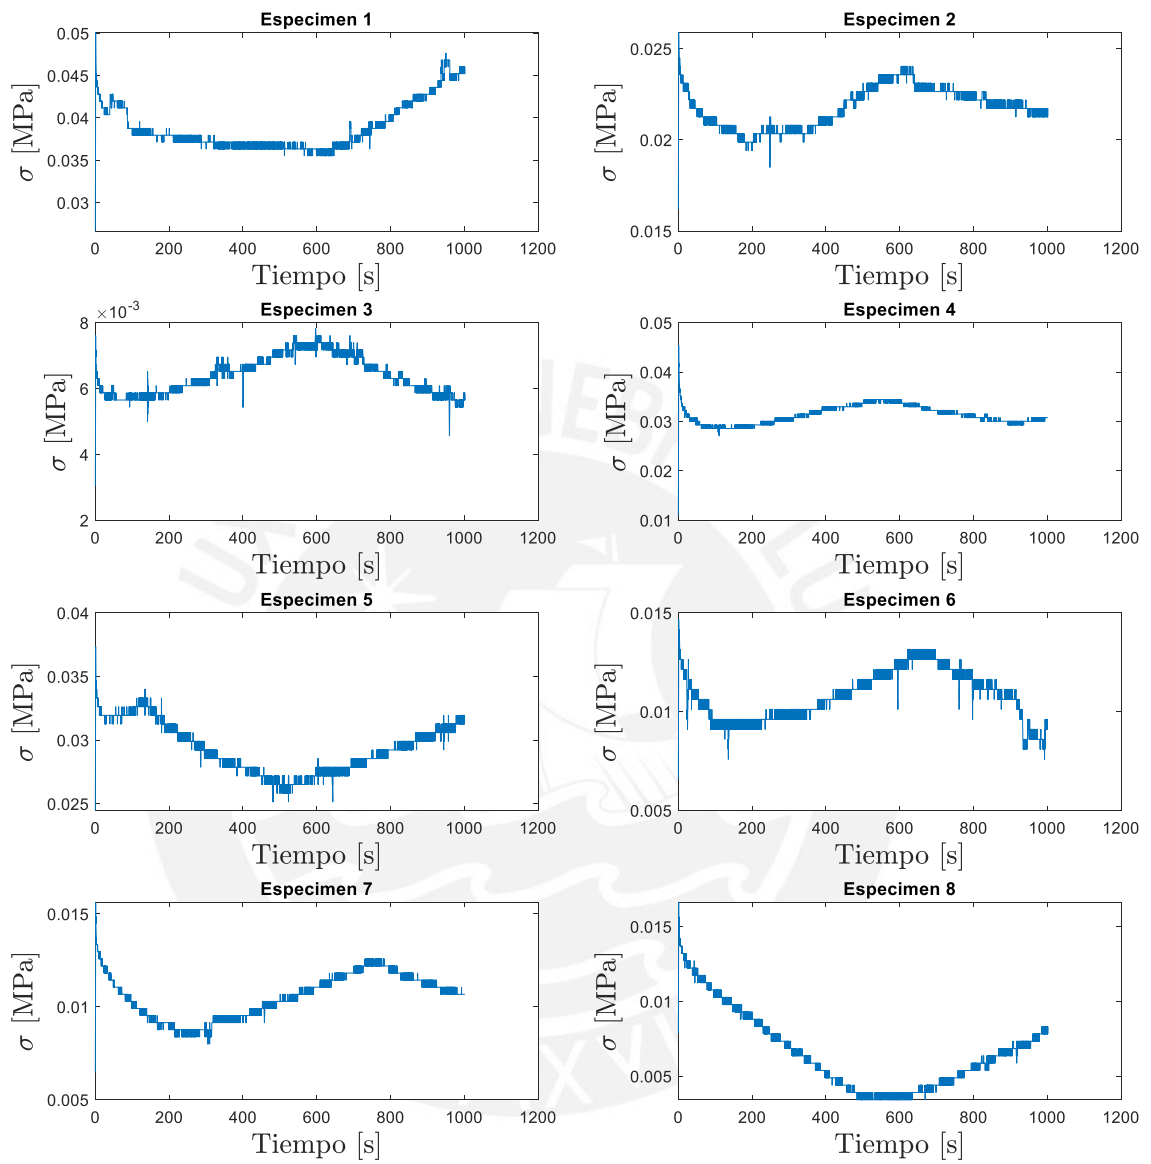 Especimen 1
Especimen 2
0.05
0.045
0.04
0.035
0.03
σ [MPa]
0 200 400 600 800 1000 1200
Tiempo [s]
0.025
0.02
0.015
σ [MPa]
0 200 400 600 800 1000 1200
Tiempo [s]
Especimen 3
Especimen 4
×10-3
8
6
4
2
σ [MPa]
0 200 400 600 800 1000 1200
Tiempo [s]
0.05
0.04
0.03
0.02
0.01
σ [MPa]
0 200 400 600 800 1000 1200
Tiempo [s]
Especimen 5
Especimen 6
0.04
0.035
0.03
0.025
σ [MPa]
0 200 400 600 800 1000 1200
Tiempo [s]
0.015
0.01
0.005
σ [MPa]
0 200 400 600 800 1000 1200
Tiempo [s]
Especimen 7
Especimen 8
0.015
0.01
0.005
σ [MPa]
0 200 400 600 800 1000 1200
Tiempo [s]
0.015
0.01
0.005
σ [MPa]
0 200 400 600 800 1000 1200
Tiempo [s]